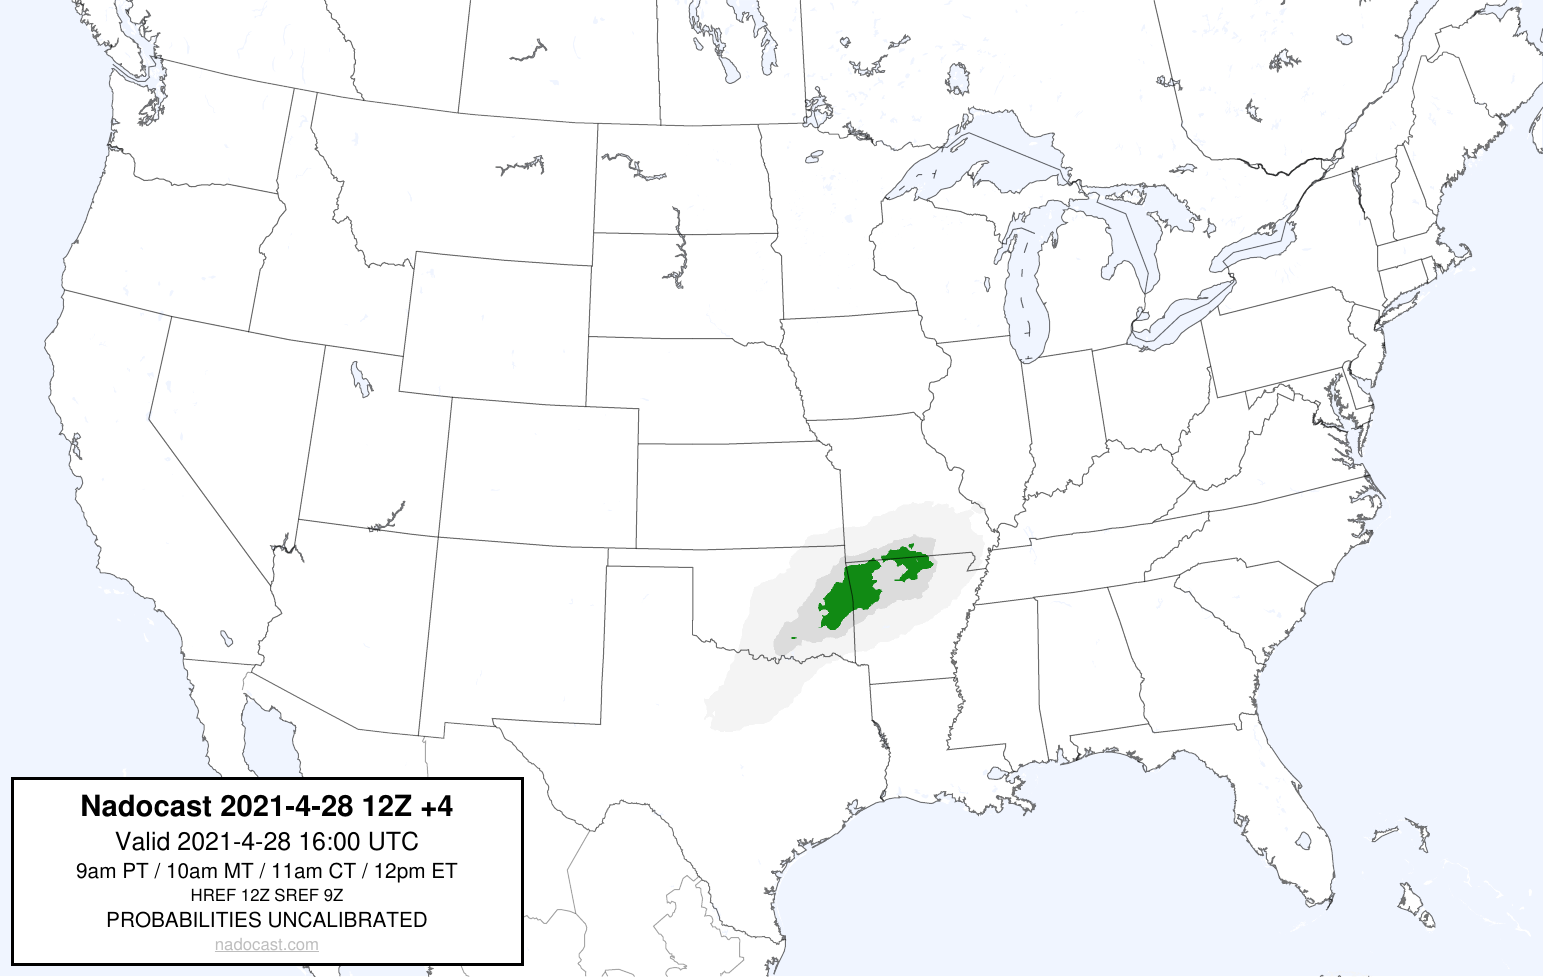 Nadocast 2021-4-28 12Z +4
Valid 2021-4-28 16:00 UTC
9am PT / 10am MT / 11am CT / 12pm ET
HREF 12Z SREF 9Z
PROBABILITIES UNCALIBRATED
nadocast.com